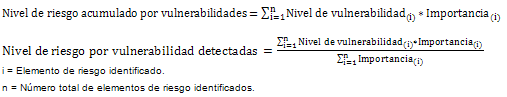 Nivel de riesgo acumulado por vulnerabilidades = ∑ⁿᵢ₌₁ Nivel de vulnerabilidad₍ᵢ₎ * Importancia₍ᵢ₎
Nivel de riesgo por vulnerabilidad detectadas = ∑ⁿᵢ₌₁ Nivel de vulnerabilidad₍ᵢ₎*Importancia₍ᵢ₎ / ∑ⁿᵢ₌₁ Importancia₍ᵢ₎
i = Elemento de riesgo identificado.
n = Número total de elementos de riesgo identificados.